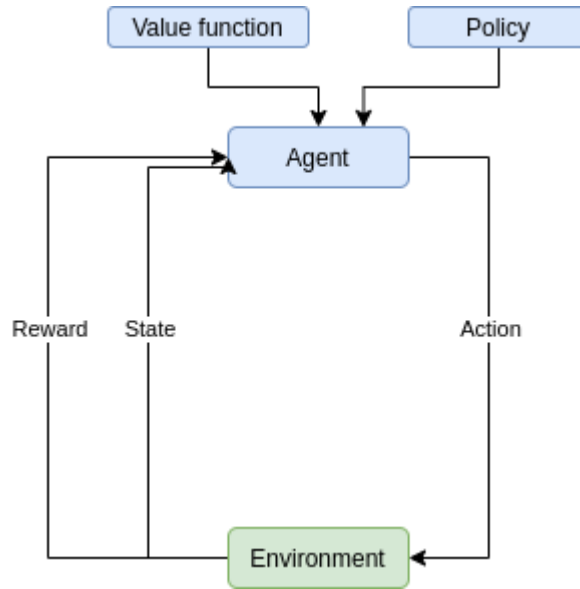 Value function
Policy
Agent
Reward
State
Action
Environment